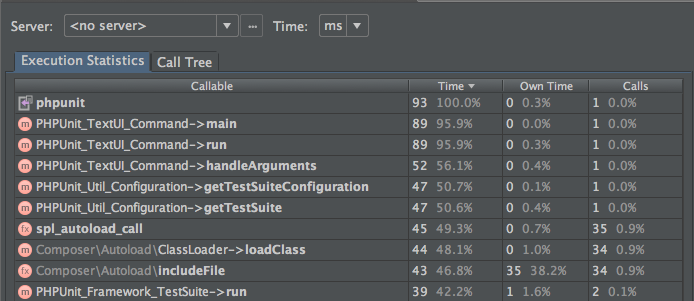 Server: <no server> ... Time: ms
Execution Statistics Call Tree
Callable Time Own Time Calls
phpunit 93 100.0% 0 0.3% 1 0.0%
m PHPUnit_TextUI_Command->main 89 95.9% 0 0.0% 1 0.0%
m PHPUnit_TextUI_Command->run 89 95.9% 0 0.3% 1 0.0%
m PHPUnit_TextUI_Command->handleArguments 52 56.1% 0 0.4% 1 0.0%
m PHPUnit_Util_Configuration->getTestSuiteConfiguration 47 50.7% 0 0.1% 1 0.0%
m PHPUnit_Util_Configuration->getTestSuite 47 50.6% 0 0.4% 1 0.0%
fx spl_autoload_call 45 49.3% 0 0.7% 35 0.9%
m Composer\Autoload\ClassLoader->loadClass 44 48.1% 0 1.0% 34 0.9%
fx Composer\Autoload\includeFile 43 46.8% 35 38.2% 34 0.9%
m PHPUnit_Framework_TestSuite->run 39 42.2% 1 1.6% 2 0.1%